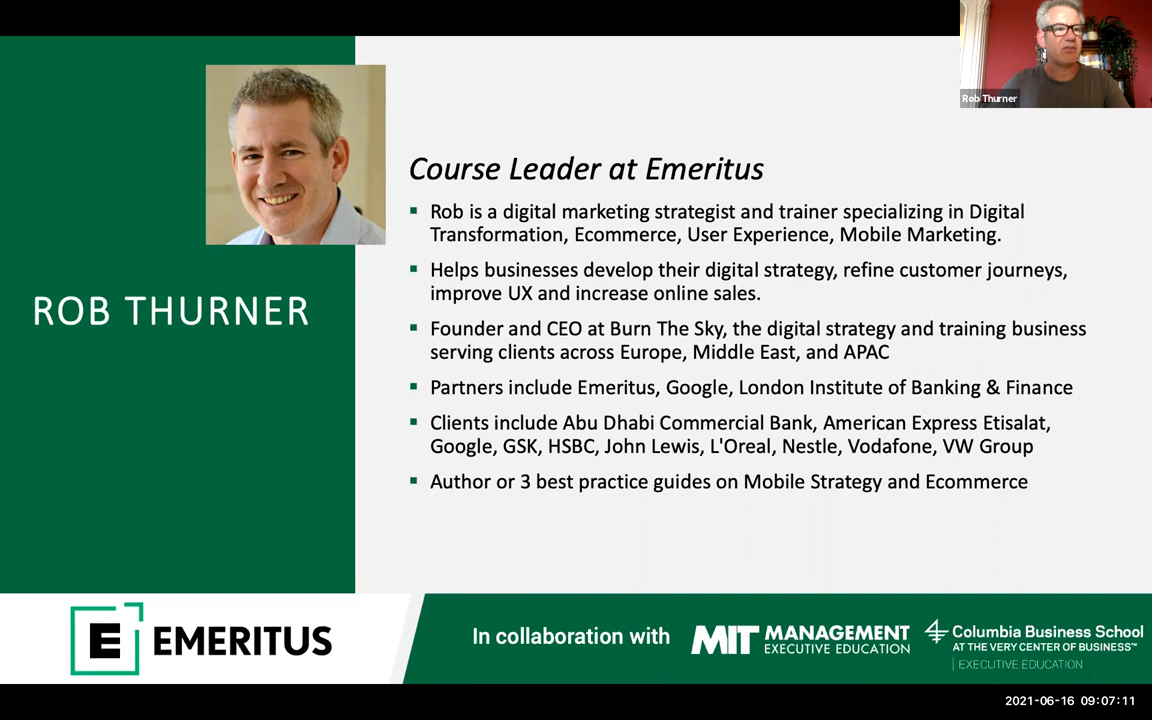 Rob Thurner
Course Leader at Emeritus
▪ Rob is a digital marketing strategist and trainer specializing in Digital
Transformation, Ecommerce, User Experience, Mobile Marketing.
▪ Helps businesses develop their digital strategy, refine customer journeys,
improve UX and increase online sales.
ROB THURNER
▪ Founder and CEO at Burn The Sky, the digital strategy and training business
serving clients across Europe, Middle East, and APAC
▪ Partners include Emeritus, Google, London Institute of Banking & Finance
▪ Clients include Abu Dhabi Commercial Bank, American Express Etisalat,
Google, GSK, HSBC, John Lewis, L'Oreal, Nestle, Vodafone, VW Group
▪ Author or 3 best practice guides on Mobile Strategy and Ecommerce
E EMERITUS
In collaboration with
MIT MANAGEMENT
EXECUTIVE EDUCATION
Columbia Business School
AT THE VERY CENTER OF BUSINESS™
EXECUTIVE EDUCATION
2021-06-16 09:07:11